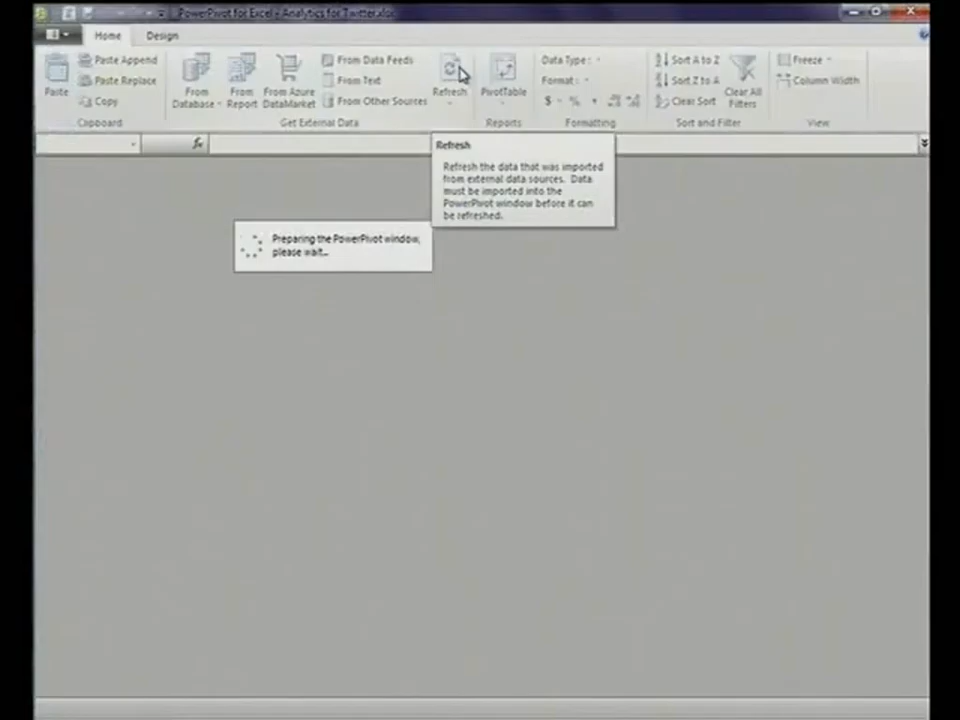 PowerPivot for Excel - Analytics for Twitter.xlsx
Home
Design
Paste
Paste Append
Paste Replace
Copy
Clipboard
From
Database
From
Report
From Azure
DataMarket
From Data Feeds
From Text
From Other Sources
Get External Data
Refresh
PivotTable
Reports
Data Type :
Format :
$
%
,
Formatting
Sort A to Z
Sort Z to A
Clear Sort
Clear All
Filters
Sort and Filter
Freeze
Column Width
View
fx
Refresh
Refresh the data that was imported
from external data sources. Data
must be imported into the
PowerPivot window before it can
be refreshed.
Preparing the PowerPivot window,
please wait...